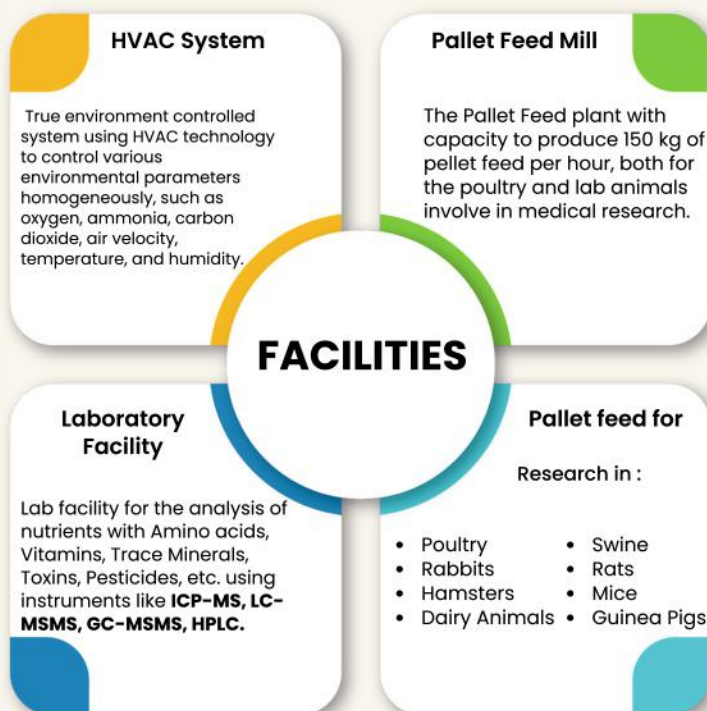 HVAC System
True environment controlled
system using HVAC technology
to control various
environmental parameters
homogeneously, such as
oxygen, ammonia, carbon
dioxide, air velocity,
temperature, and humidity.
Pallet Feed Mill
The Pallet Feed plant with
capacity to produce 150 kg of
pellet feed per hour, both for
the poultry and lab animals
involve in medical research.
FACILITIES
Laboratory
Facility
Lab facility for the analysis of
nutrients with Amino acids,
Vitamins, Trace Minerals,
Toxins, Pesticides, etc. using
instruments like ICP-MS, LC-
MSMS, GC-MSMS, HPLC.
Pallet feed for
Research in :
• Poultry
• Rabbits
• Hamsters
• Dairy Animals
• Swine
• Rats
• Mice
• Guinea Pigs